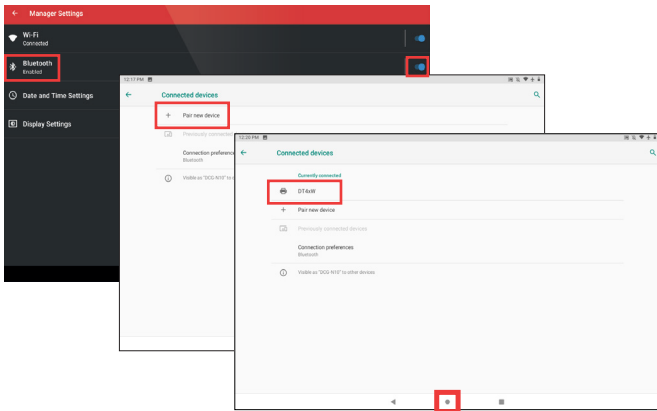 Manager Settings
Wi-Fi
Connected
Bluetooth
Enabled
Date and Time Settings
Display Settings
12:17 PM
Connected devices
Pair new device
Previously connected
Connection preference
Bluetooth
Visible as "DCG-N10" to
12:20 PM
Connected devices
Currently connected
DT4xW
Pair new device
Previously connected devices
Connection preferences
Bluetooth
Visible as "DCG-N10" to other devices